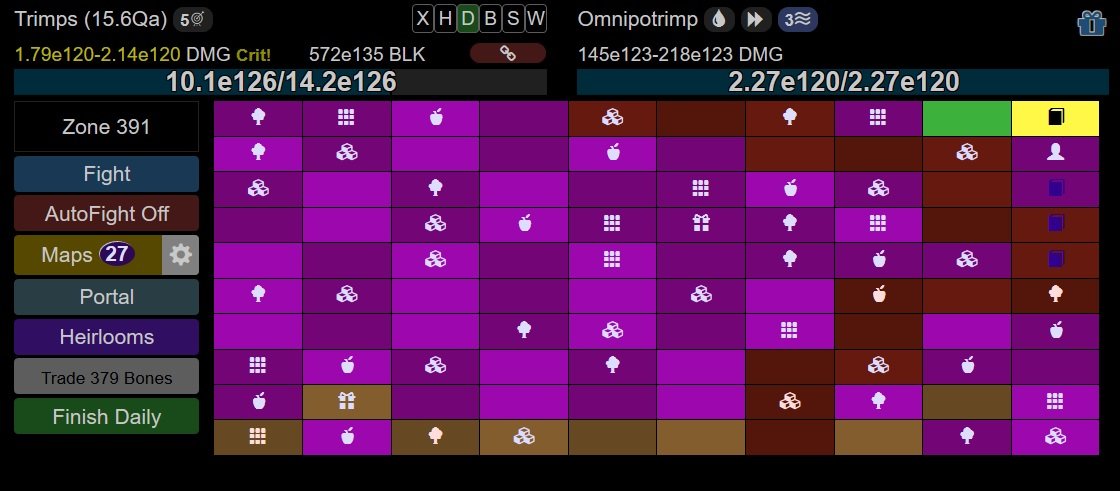 Trimps (15.6Qa) 5
X H D B S W
Omnipotrimp 3
1.79e120-2.14e120 DMG Crit! 572e135 BLK
145e123-218e123 DMG
10.1e126/14.2e126
2.27e120/2.27e120
Zone 391
Fight
AutoFight Off
Maps 27
Portal
Heirlooms
Trade 379 Bones
Finish Daily